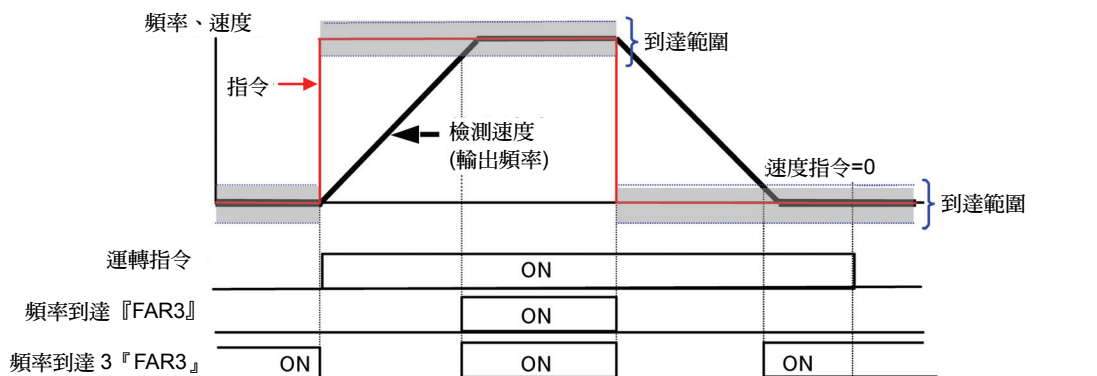 頻率、速度
到達範圍
指令
檢測速度
(輸出頻率)
速度指令=0
到達範圍
運轉指令
ON
頻率到達『FAR3』
ON
頻率到達 3『FAR3』
ON
ON
ON